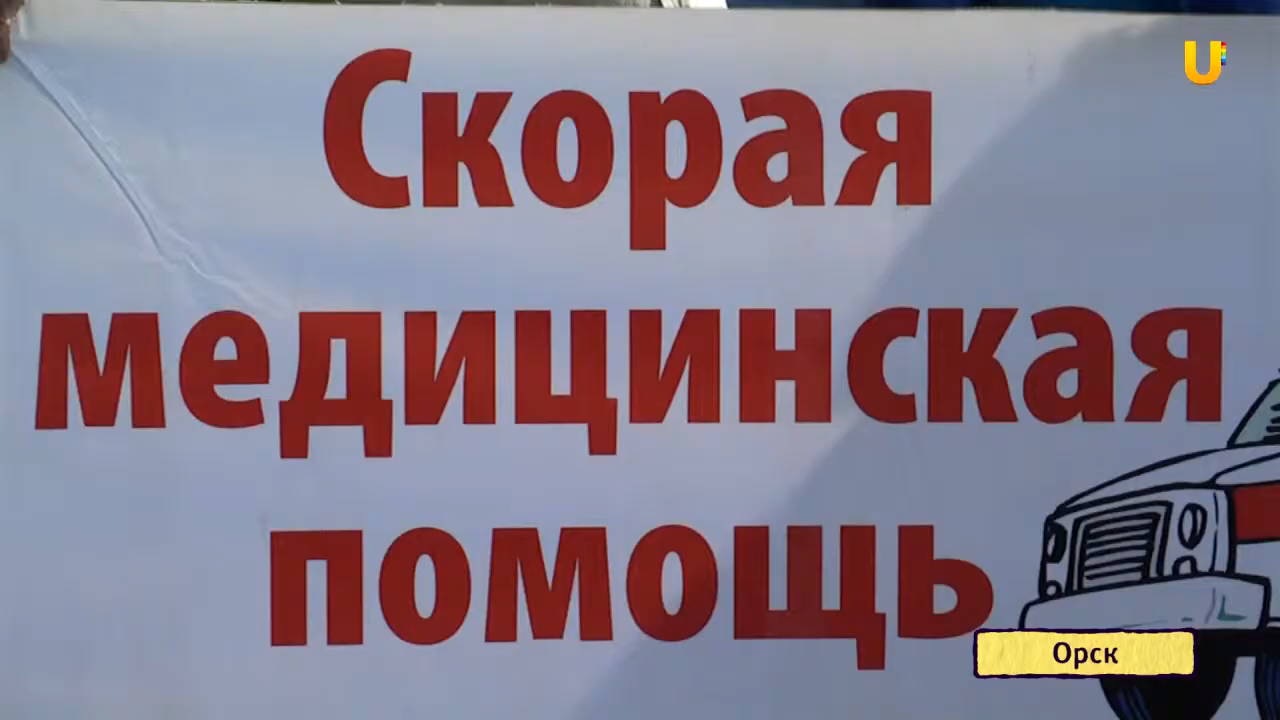 U
Скорая
медицинская
помощь
Орск